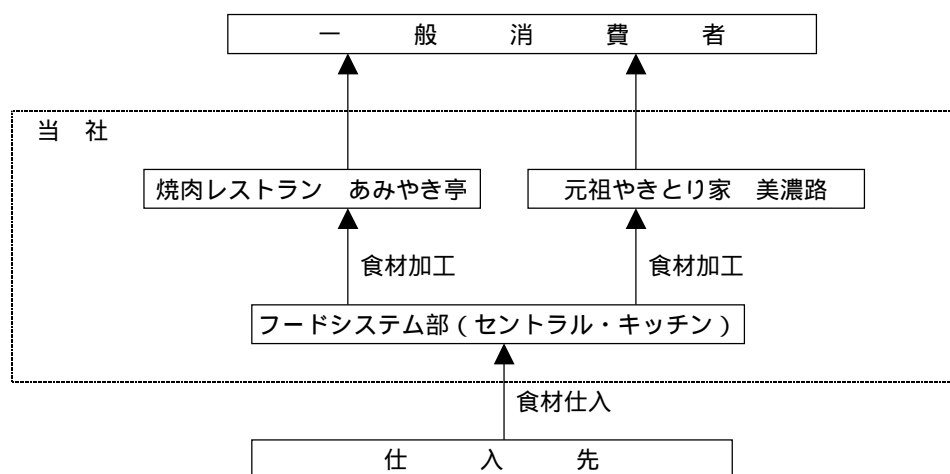 一般消費者
当社
焼肉レストラン　あみやき亭
元祖やきとり家　美濃路
食材加工
食材加工
フードシステム部（セントラル・キッチン）
食材仕入
仕入先